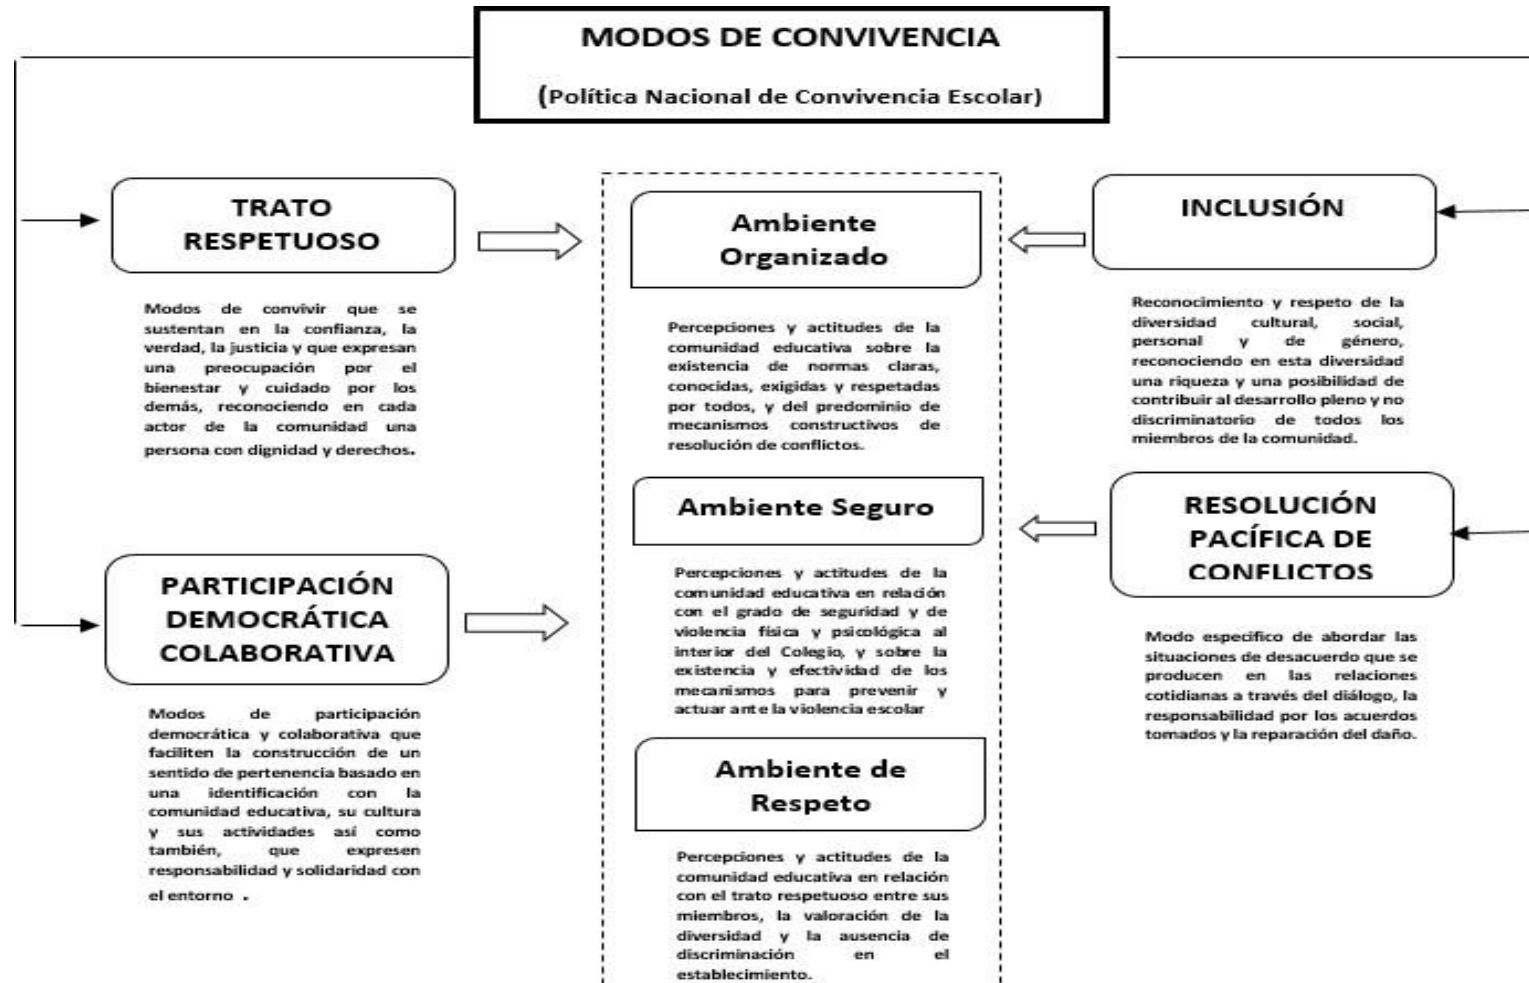 MODOS DE CONVIVENCIA
(Política Nacional de Convivencia Escolar)
TRATO
RESPETUOSO
Modos de convivir que se
sustentan en la confianza, la
verdad, la justicia y que expresan
una preocupación por el
bienestar y cuidado por los
demás, reconociendo en cada
actor de la comunidad una
persona con dignidad y derechos.
PARTICIPACIÓN
DEMOCRÁTICA
COLABORATIVA
Modos de participación
democrática y colaborativa que
faciliten la construcción de un
sentido de pertenencia basado en
una identificación con la
comunidad educativa, su cultura
y sus actividades así como
también, que expresen
responsabilidad y solidaridad con
el entorno .
Ambiente
Organizado
Percepciones y actitudes de la
comunidad educativa sobre la
existencia de normas claras,
conocidas, exigidas y respetadas
por todos, y del predominio de
mecanismos constructivos de
resolución de conflictos.
Ambiente Seguro
Percepciones y actitudes de la
comunidad educativa en relación
con el grado de seguridad y de
violencia física y psicológica al
interior del Colegio, y sobre la
existencia y efectividad de los
mecanismos para prevenir y
actuar ante la violencia escolar
Ambiente de
Respeto
Percepciones y actitudes de la
comunidad educativa en relación
con el trato respetuoso entre sus
miembros, la valoración de la
diversidad y la ausencia de
discriminación en el
establecimiento.
INCLUSIÓN
Reconocimiento y respeto de la
diversidad cultural, social,
personal y de género,
reconociendo en esta diversidad
una riqueza y una posibilidad de
contribuir al desarrollo pleno y no
discriminatorio de todos los
miembros de la comunidad.
RESOLUCIÓN
PACÍFICA DE
CONFLICTOS
Modo especifico de abordar las
situaciones de desacuerdo que se
producen en las relaciones
cotidianas a través del diálogo, la
responsabilidad por los acuerdos
tomados y la reparación del daño.